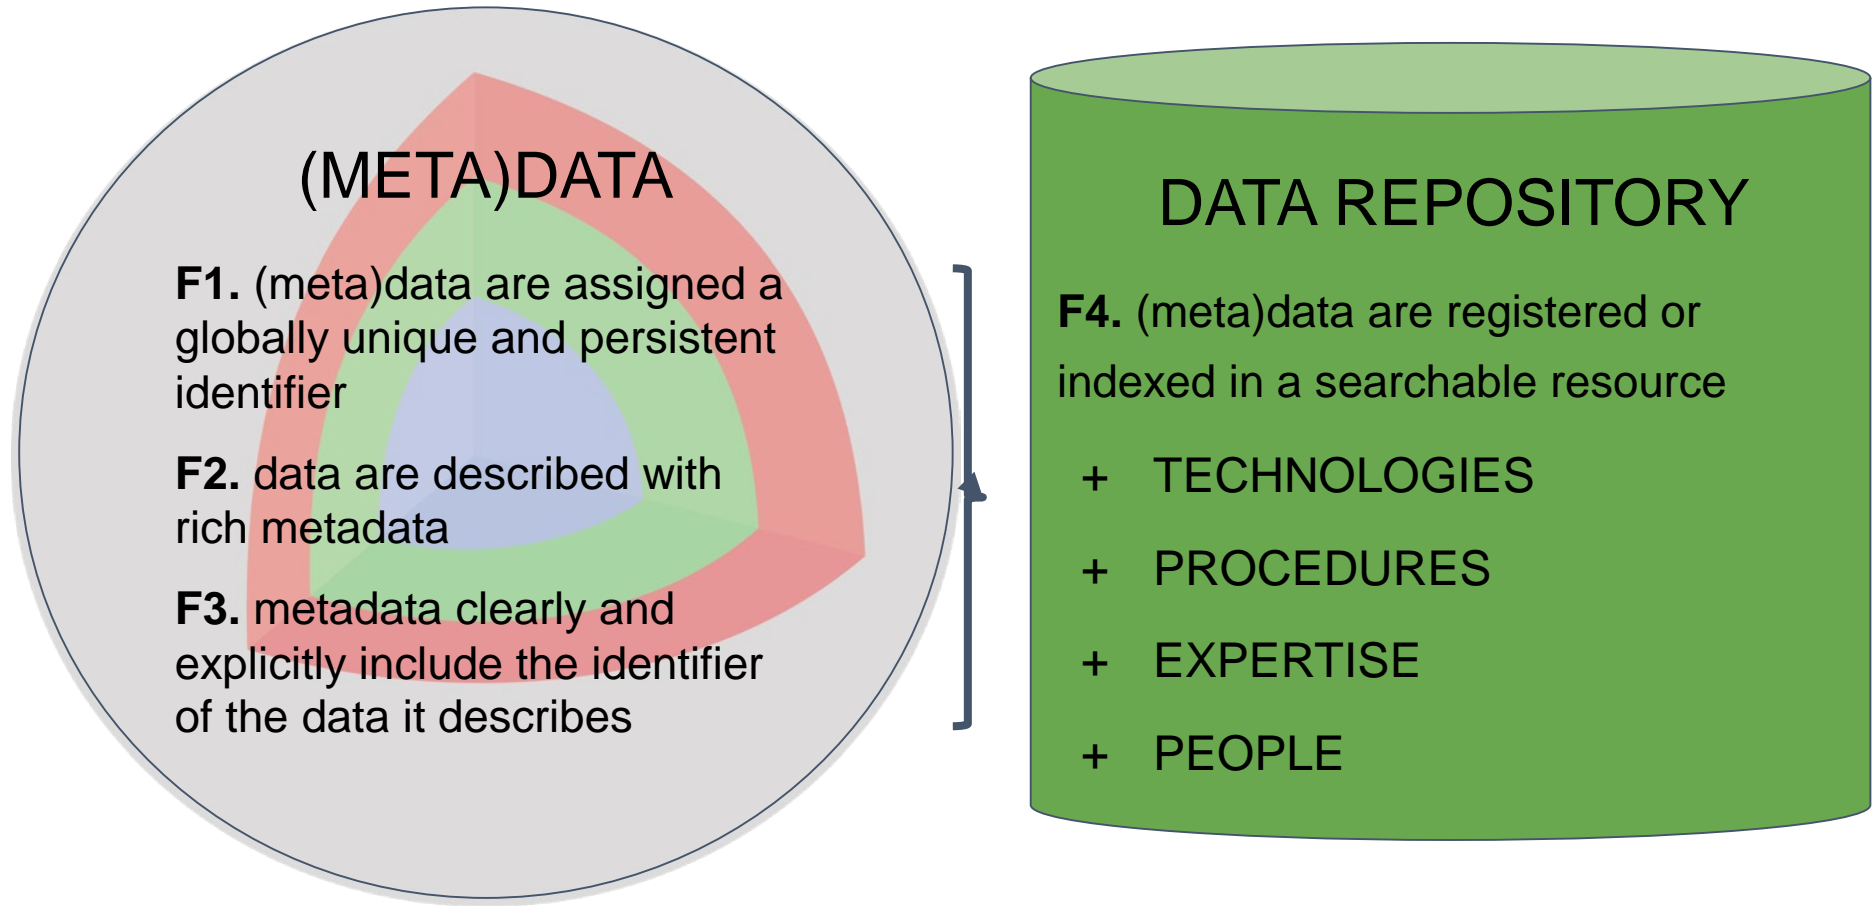 (META)DATA
F1. (meta)data are assigned a
globally unique and persistent
identifier
F2. data are described with
rich metadata
F3. metadata clearly and
explicitly include the identifier
of the data it describes
DATA REPOSITORY
F4. (meta)data are registered or
indexed in a searchable resource
+ TECHNOLOGIES
+ PROCEDURES
+ EXPERTISE
+ PEOPLE